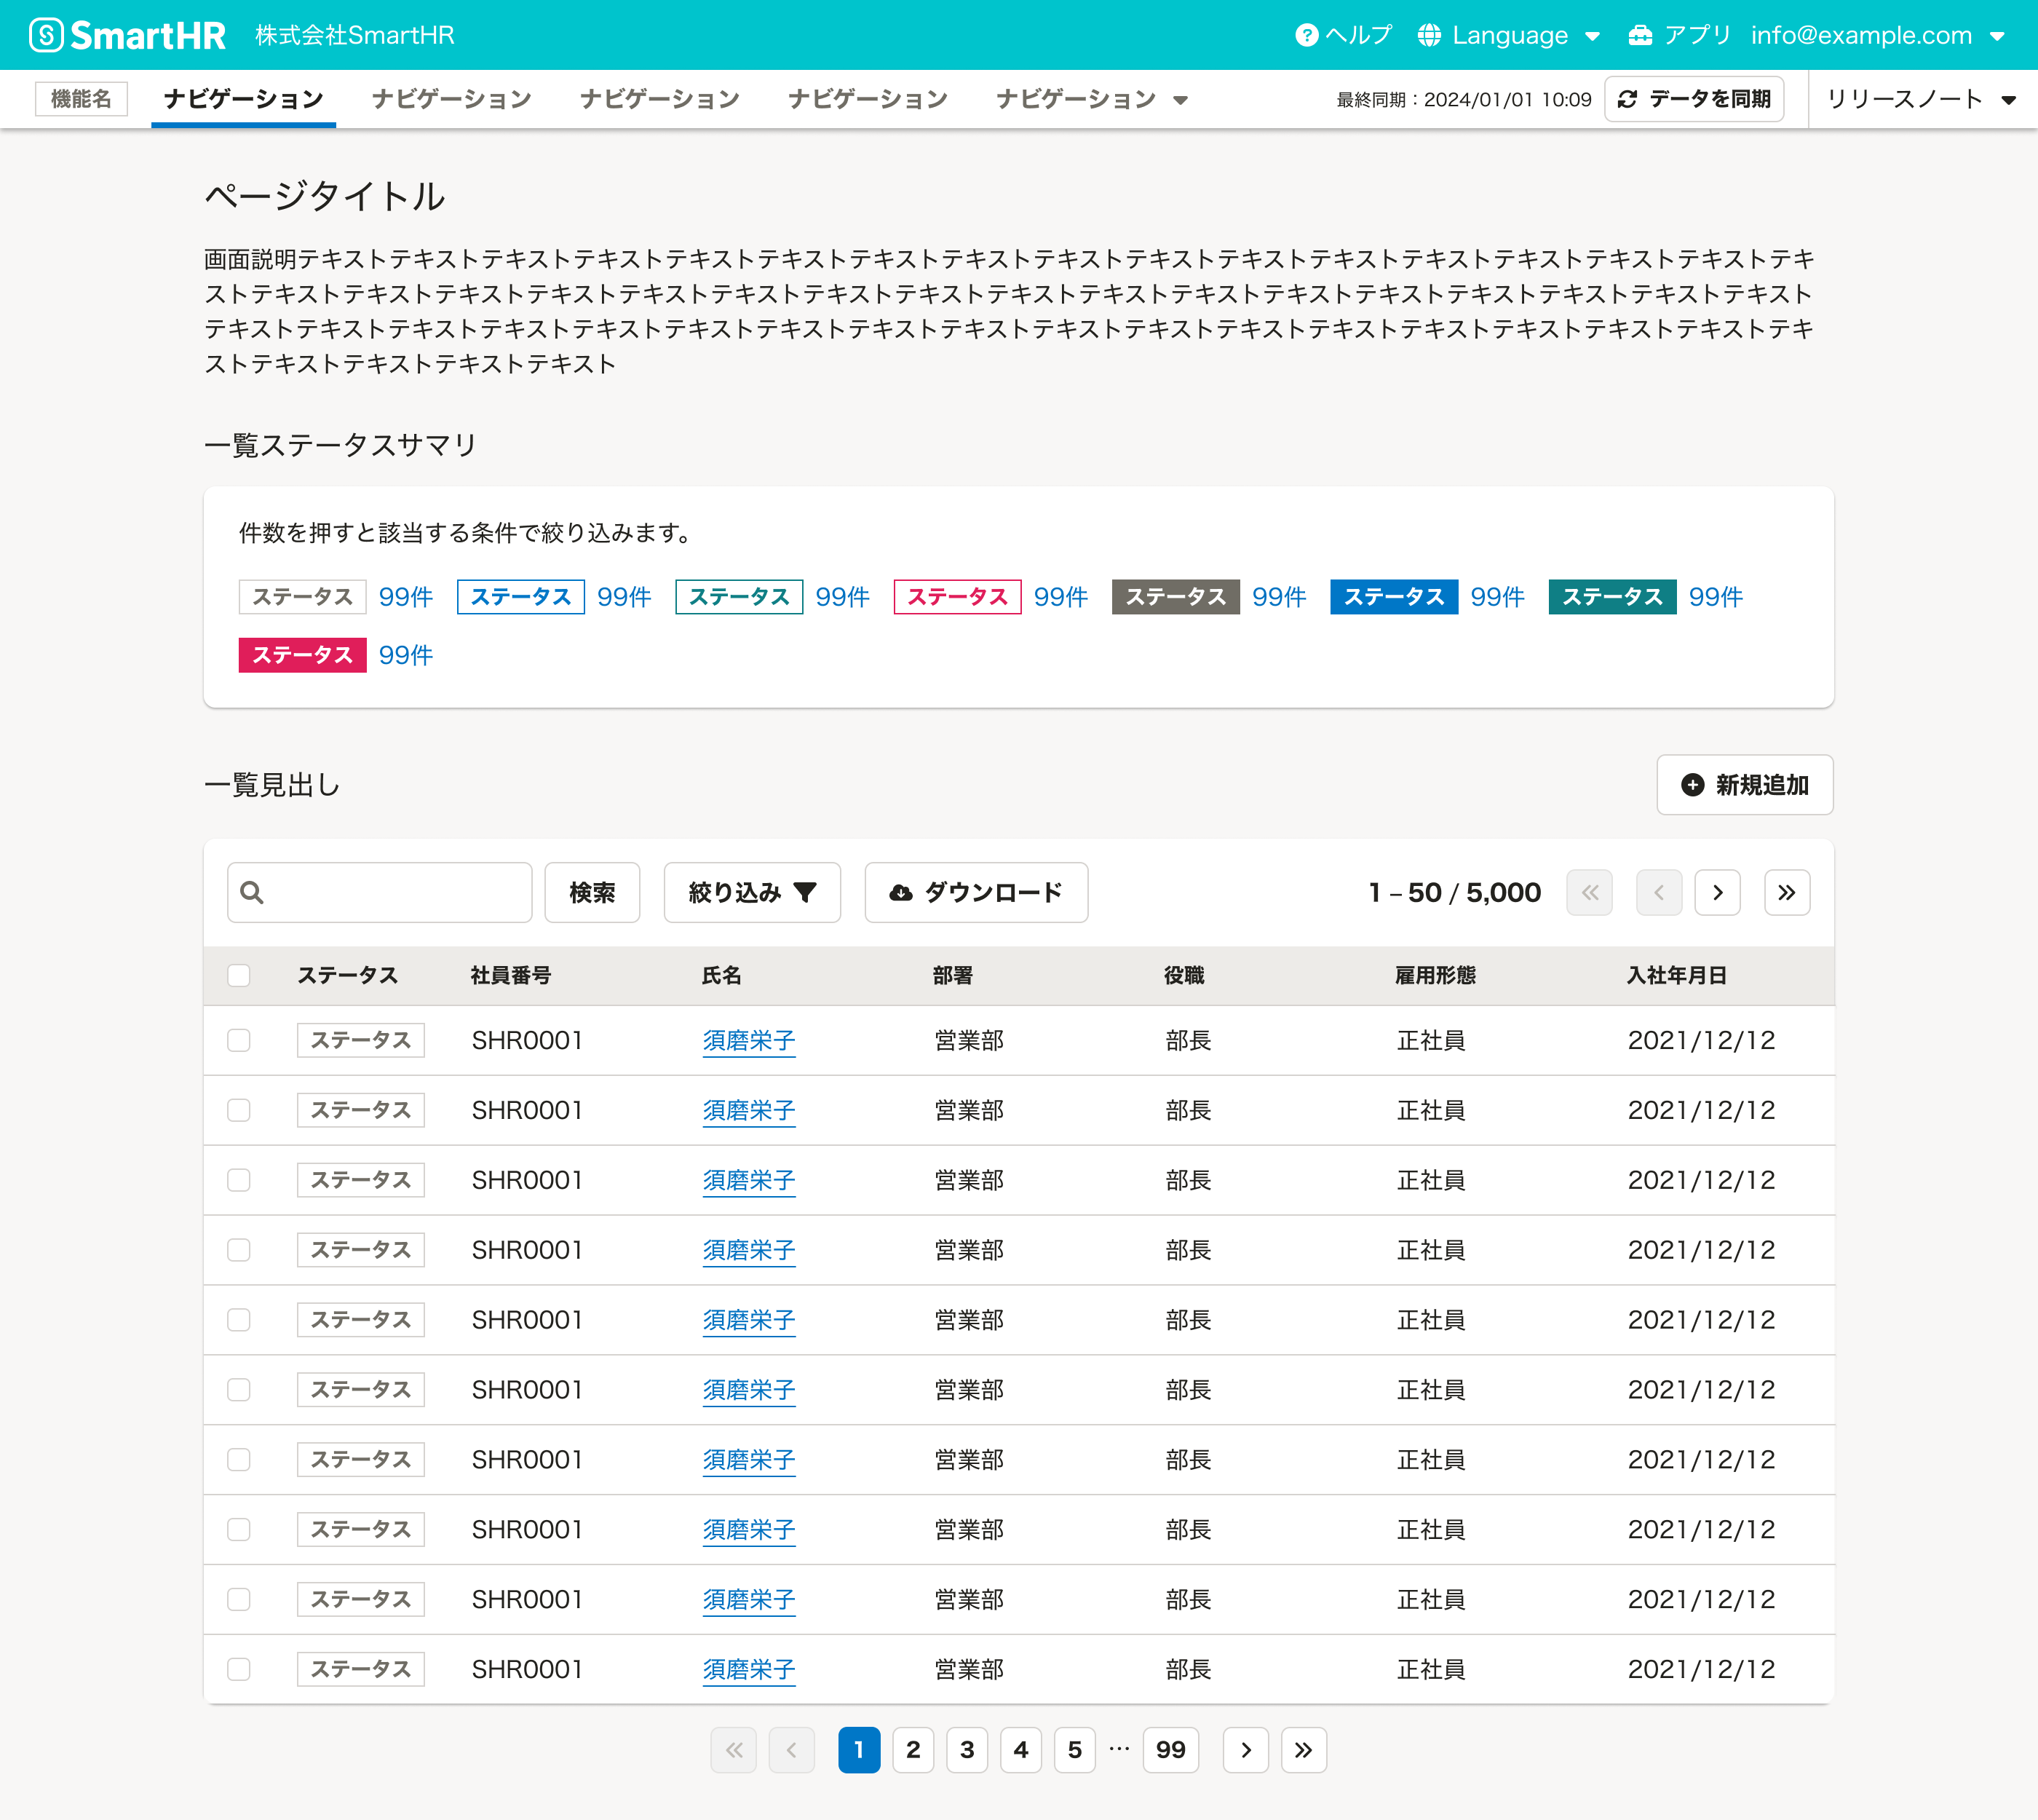 SmartHR 株式会社SmartHR ヘルプ Language アプリ info@example.com
機能名 ナビゲーション ナビゲーション ナビゲーション ナビゲーション ナビゲーション 最終同期：2024/01/01 10:09 データを同期 リリースノート
ページタイトル
画面説明テキストテキストテキストテキストテキストテキストテキストテキストテキストテキストテキストテキストテキストテキストテキストテキストテキ
ストテキストテキストテキストテキストテキストテキストテキストテキストテキストテキストテキストテキストテキストテキストテキストテキストテキスト
テキストテキストテキストテキストテキストテキストテキストテキストテキストテキストテキストテキストテキストテキストテキストテキストテキストテキ
ストテキストテキストテキストテキスト
一覧ステータスサマリ
件数を押すと該当する条件で絞り込みます。
ステータス 99件 ステータス 99件 ステータス 99件 ステータス 99件 ステータス 99件 ステータス 99件 ステータス 99件
ステータス 99件
一覧見出し 新規追加
検索 絞り込み ダウンロード 1 – 50 / 5,000
ステータス 社員番号 氏名 部署 役職 雇用形態 入社年月日
ステータス SHR0001 須磨栄子 営業部 部長 正社員 2021/12/12
ステータス SHR0001 須磨栄子 営業部 部長 正社員 2021/12/12
ステータス SHR0001 須磨栄子 営業部 部長 正社員 2021/12/12
ステータス SHR0001 須磨栄子 営業部 部長 正社員 2021/12/12
ステータス SHR0001 須磨栄子 営業部 部長 正社員 2021/12/12
ステータス SHR0001 須磨栄子 営業部 部長 正社員 2021/12/12
ステータス SHR0001 須磨栄子 営業部 部長 正社員 2021/12/12
ステータス SHR0001 須磨栄子 営業部 部長 正社員 2021/12/12
ステータス SHR0001 須磨栄子 営業部 部長 正社員 2021/12/12
ステータス SHR0001 須磨栄子 営業部 部長 正社員 2021/12/12
1 2 3 4 5 … 99